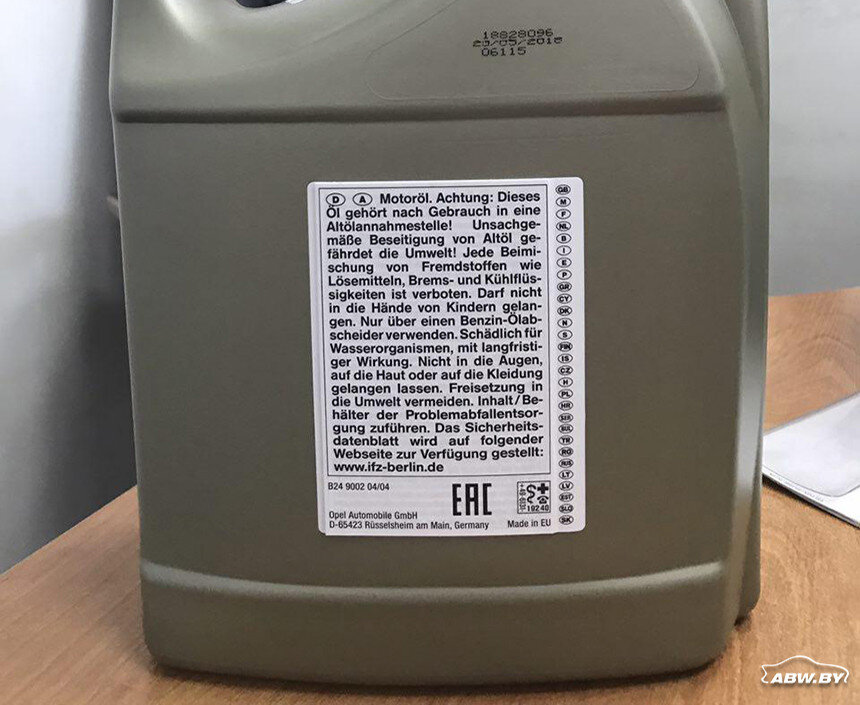 18828096
23/05/2018
06115
D A Motoröl. Achtung: Dieses
Öl gehört nach Gebrauch in eine
Altölannahmestelle! Unsachge-
mäße Beseitigung von Altöl ge-
fährdet die Umwelt! Jede Beimi-
schung von Fremdstoffen wie
Lösemitteln, Brems- und Kühlflüs-
sigkeiten ist verboten. Darf nicht
in die Hände von Kindern gelan-
gen. Nur über einen Benzin-Ölab-
scheider verwenden. Schädlich für
Wasserorganismen, mit langfristi-
ger Wirkung. Nicht in die Augen,
auf die Haut oder auf die Kleidung
gelangen lassen. Freisetzung in
die Umwelt vermeiden. Inhalt/Be-
hälter der Problemabfallentsor-
gung zuführen. Das Sicherheits-
datenblatt wird auf folgender
Webseite zur Verfügung gestellt:
www.ifz-berlin.de
GB
M
F
NL
B
I
E
P
GR
CY
DK
N
S
FIN
IS
CZ
H
PL
HR
SRB
BUL
TR
RO
RUS
LT
LV
EST
SLO
SK
B24 9002 04/04
EAC
19240
Opel Automobile GmbH
D-65423 Rüsselsheim am Main, Germany
Made in EU
ABW.BY